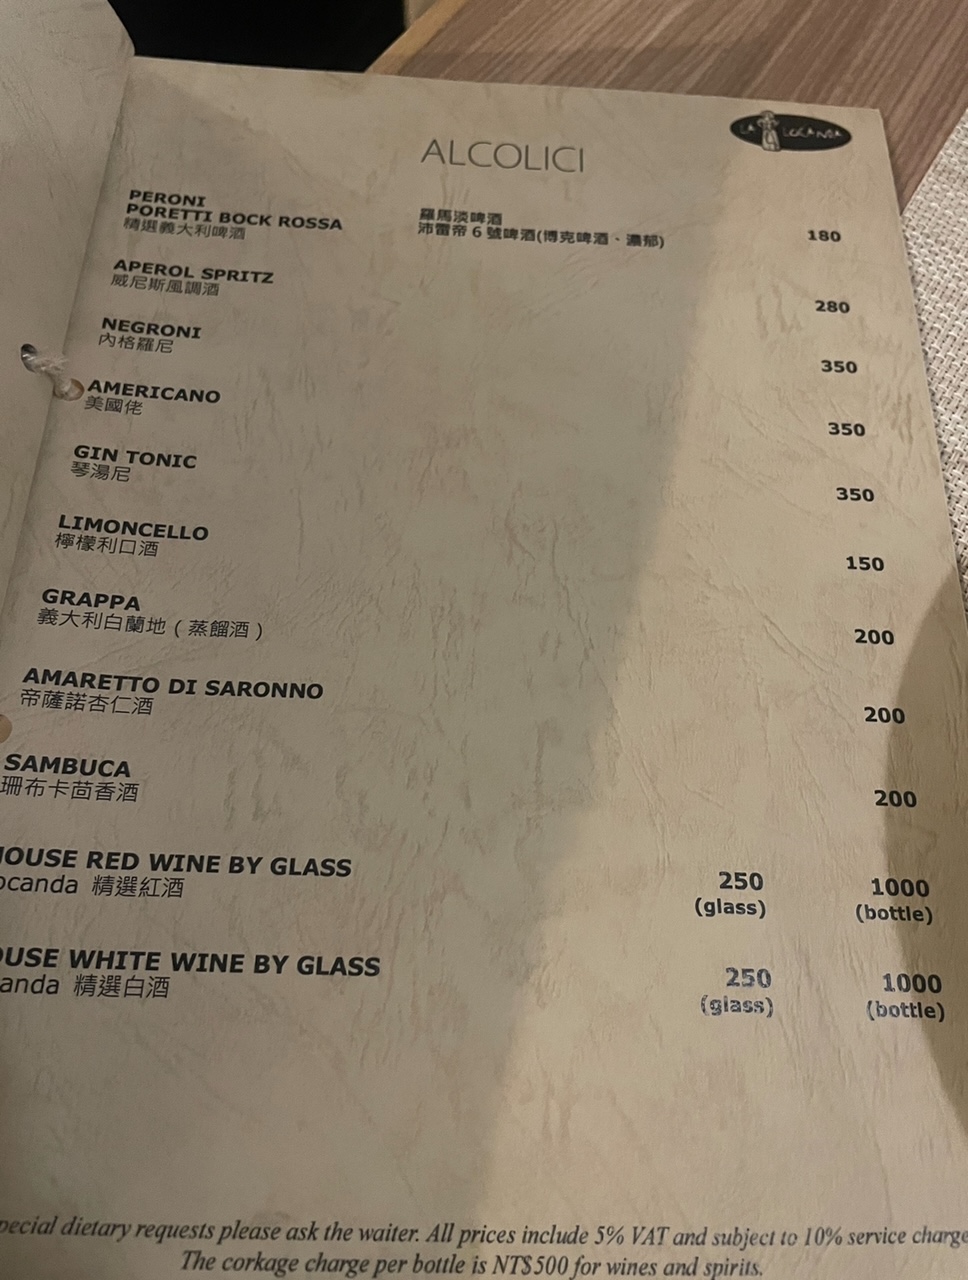 LA LOCANDA
ALCOLICI
PERONI 羅馬淡啤酒
PORETTI BOCK ROSSA 沛雷帝 6 號啤酒(博克啤酒、濃郁) 180
精選義大利啤酒
APEROL SPRITZ 280
威尼斯風調酒
NEGRONI 350
內格羅尼
AMERICANO 350
美國佬
GIN TONIC 350
琴湯尼
LIMONCELLO 150
檸檬利口酒
GRAPPA 200
義大利白蘭地 ( 蒸餾酒 )
AMARETTO DI SARONNO 200
帝薩諾杏仁酒
SAMBUCA 200
珊布卡茴香酒
OUSE RED WINE BY GLASS 250 1000
ocanda 精選紅酒 (glass) (bottle)
OUSE WHITE WINE BY GLASS 250 1000
anda 精選白酒 (glass) (bottle)
pecial dietary requests please ask the waiter. All prices include 5% VAT and subject to 10% service charge
The corkage charge per bottle is NT$500 for wines and spirits.